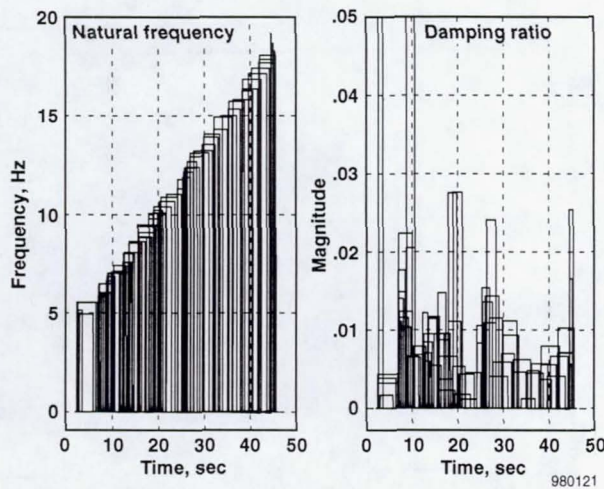 Natural frequency
Frequency, Hz
20
15
10
5
0
0 10 20 30 40 50
Time, sec
Damping ratio
Magnitude
.05
.04
.03
.02
.01
0
0 10 20 30 40 50
Time, sec
980121